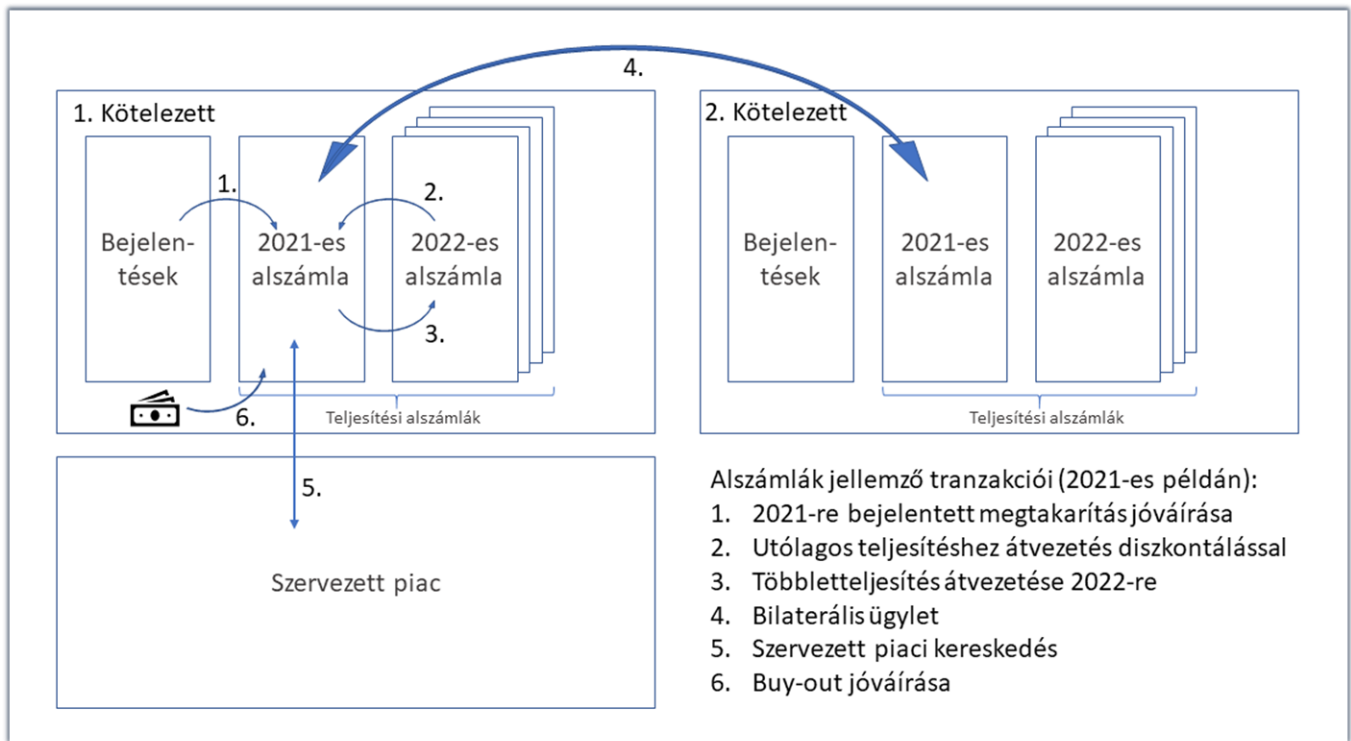 4.
1. Kötelezett
2. Kötelezett
1.
2.
Bejelen-
tések
2021-es
alszámla
2022-es
alszámla
3.
6.
Teljesítési alszámlák
Bejelen-
tések
2021-es
alszámla
2022-es
alszámla
Teljesítési alszámlák
5.
Szervezett piac
Alszámlák jellemző tranzakciói (2021-es példán):
1. 2021-re bejelentett megtakarítás jóváírása
2. Utólagos teljesítéshez átvezetés diszkontálással
3. Többletteljesítés átvezetése 2022-re
4. Bilaterális ügylet
5. Szervezett piaci kereskedés
6. Buy-out jóváírása